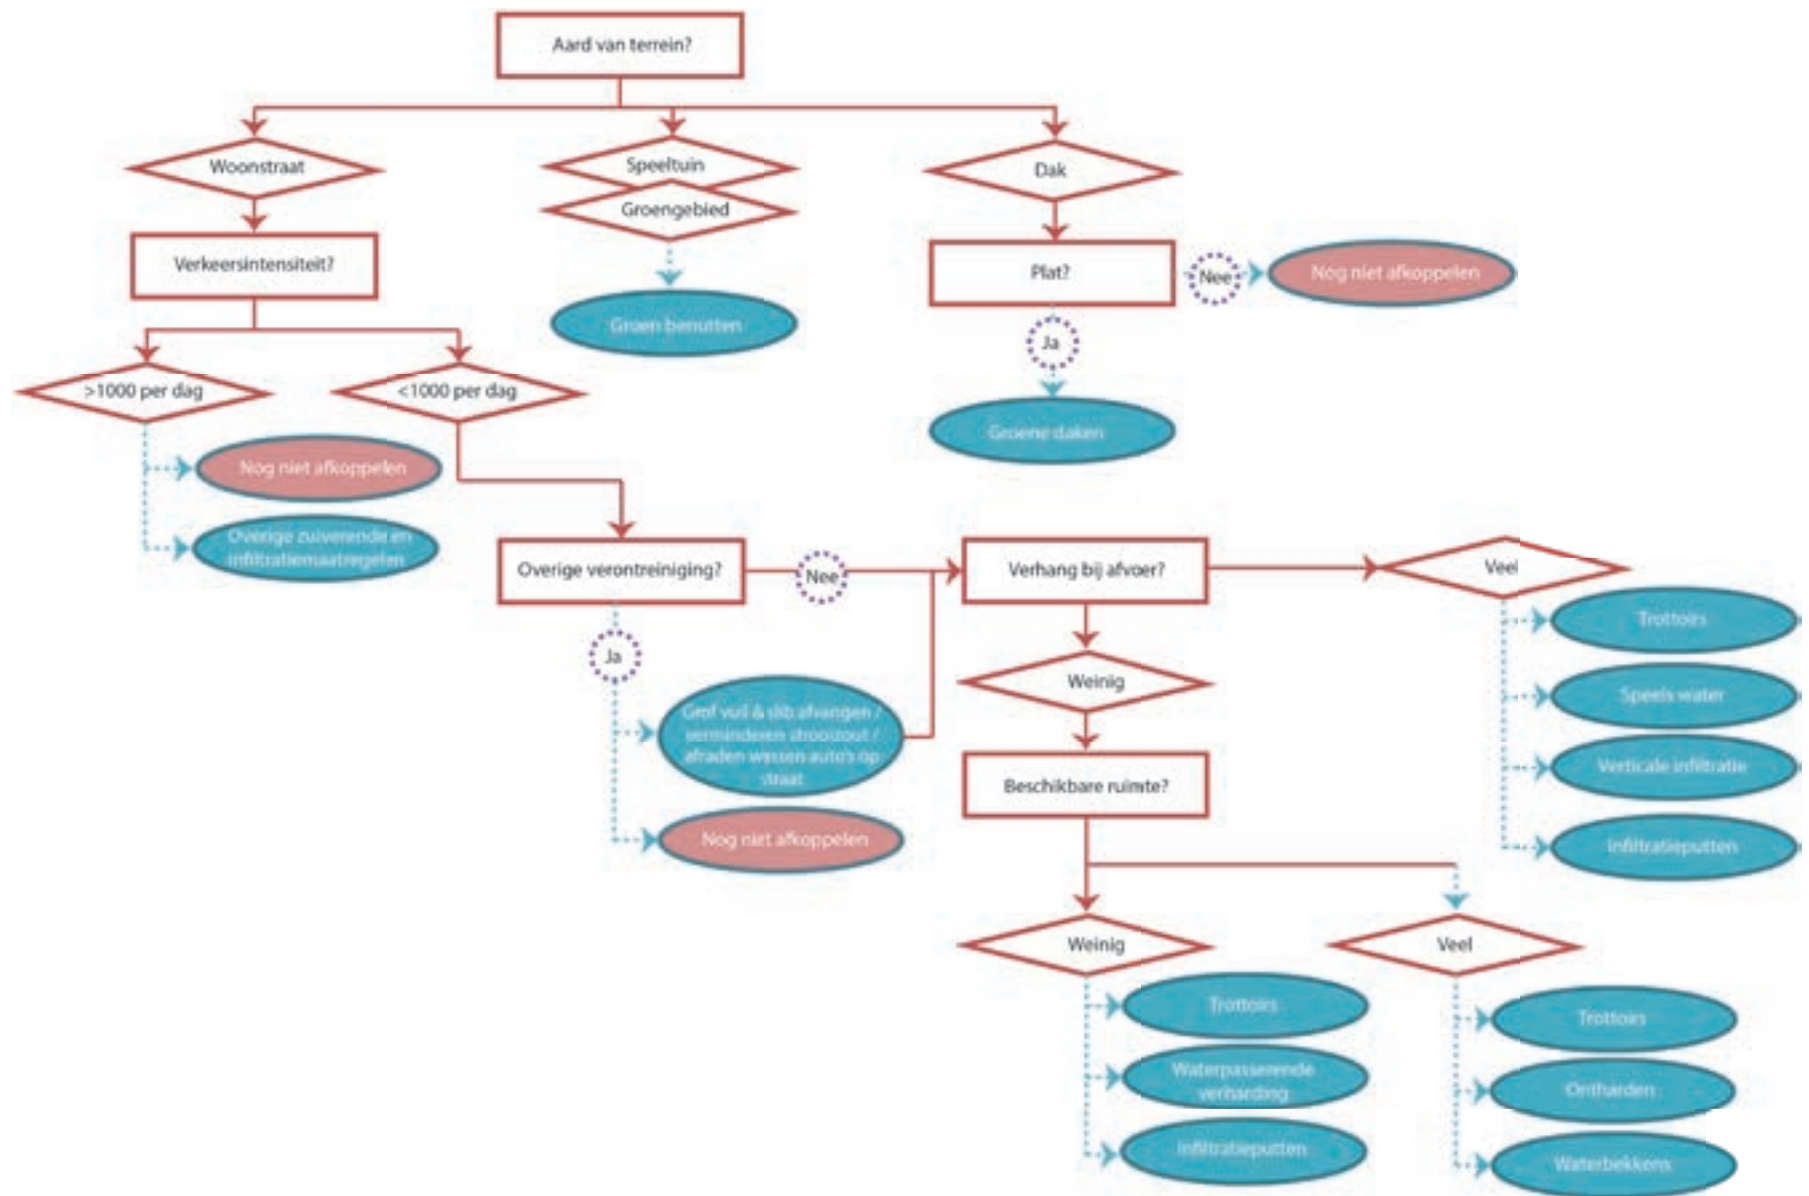 Aard van terrein?
Woonstraat
Speeltuin
Groengebied
Dak
Verkeersintensiteit?
Plat?
Nee
Nog niet afkoppelen
Groen benutten
Ja
>1000 per dag
<1000 per dag
Groene daken
Nog niet afkoppelen
Overige zuiverende en
infiltratiemaatregelen
Overige verontreiniging?
Nee
Verhang bij afvoer?
Veel
Ja
Trottoirs
Weinig
Speels water
Grof vuil & slib afvangen /
verminderen strooizout /
afraden wassen auto's op
straat
Verticale infiltratie
Beschikbare ruimte?
Nog niet afkoppelen
Infiltratieputten
Weinig
Veel
Trottoirs
Waterpasserende
verharding
Infiltratieputten
Trottoirs
Ontharden
Waterbekkens